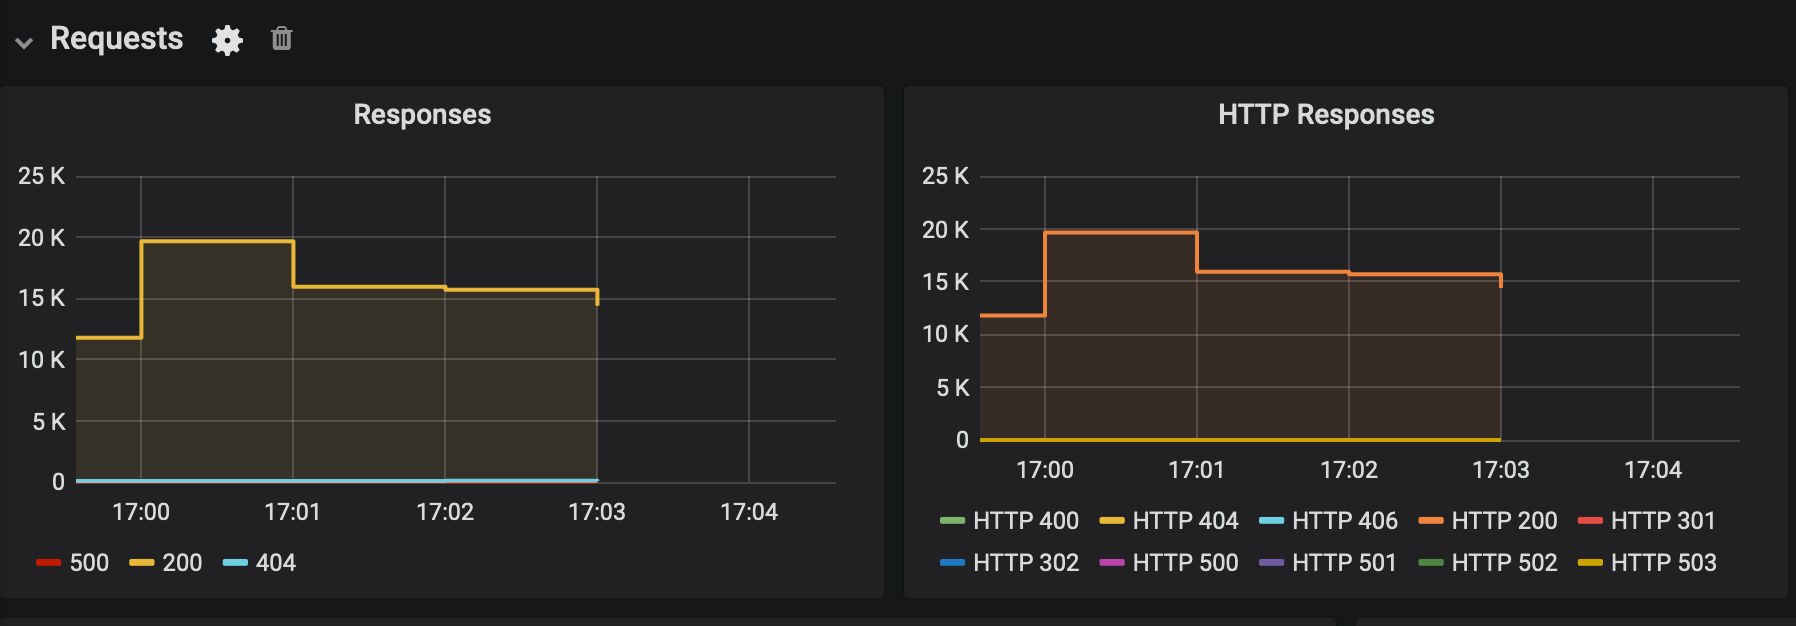 Requests
Responses
25 K
20 K
15 K
10 K
5 K
0
17:00 17:01 17:02 17:03 17:04
500 200 404
HTTP Responses
25 K
20 K
15 K
10 K
5 K
0
17:00 17:01 17:02 17:03 17:04
HTTP 400 HTTP 404 HTTP 406 HTTP 200 HTTP 301
HTTP 302 HTTP 500 HTTP 501 HTTP 502 HTTP 503